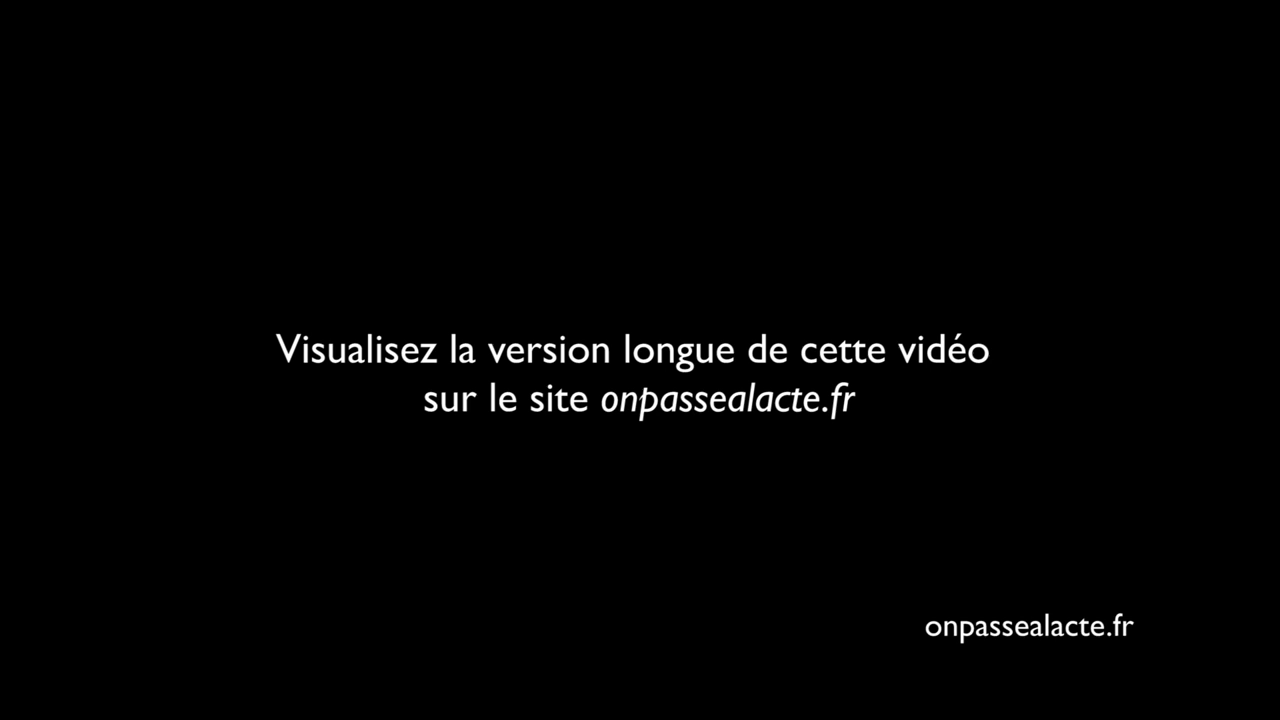 Visualisez la version longue de cette vidéo
sur le site onpassealacte.fr
onpassealacte.fr